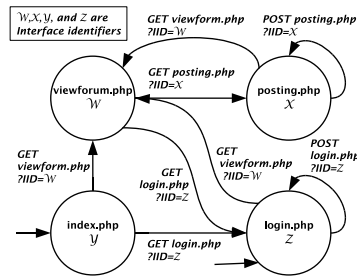 W,X,Y, and Z are
Interface identifiers
GET viewform.php
?IID=W
POST posting.php
?IID=X
viewforum.php
W
GET posting.php
?IID=X
posting.php
X
GET
viewform.php
?IID=W
GET
login.php
?IID=Z
GET
viewform.php
?IID=W
POST
login.php
?IID=Z
index.php
Y
GET login.php
?IID=Z
login.php
Z